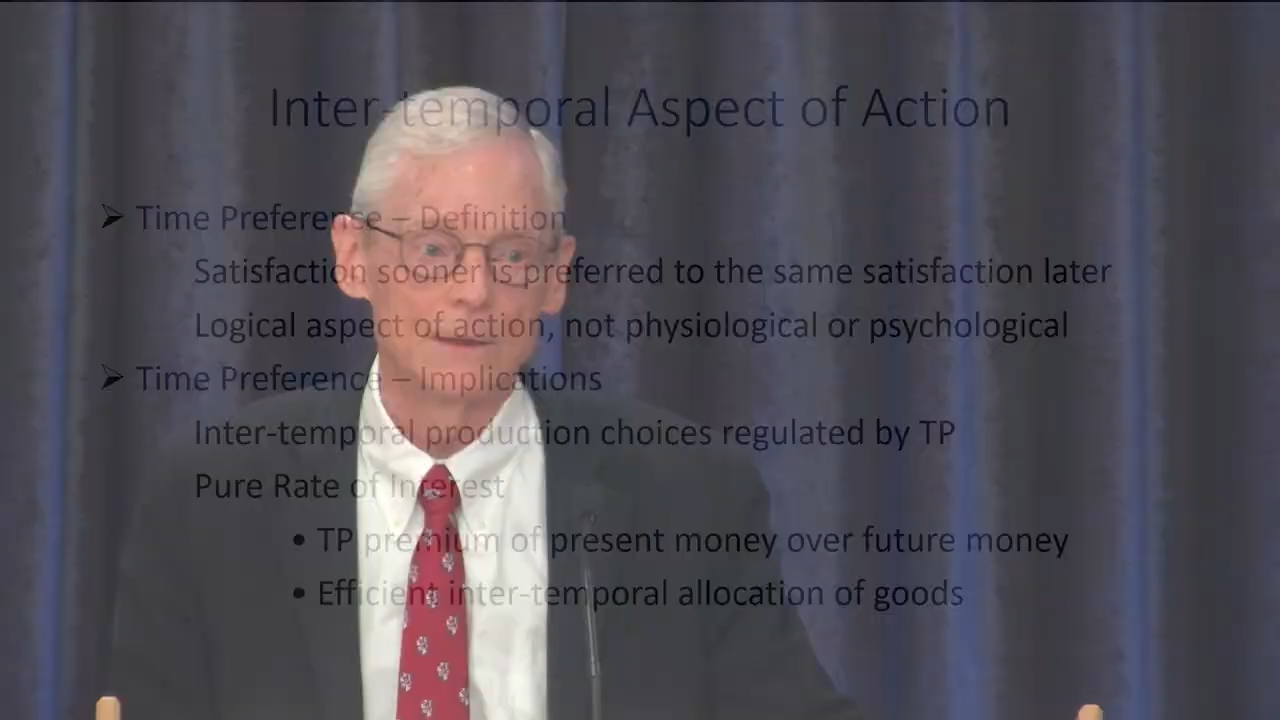 Inter-temporal Aspect of Action
➢ Time Preference – Definition
Satisfaction sooner is preferred to the same satisfaction later
Logical aspect of action, not physiological or psychological
➢ Time Preference – Implications
Inter-temporal production choices regulated by TP
Pure Rate of Interest
• TP premium of present money over future money
• Efficient inter-temporal allocation of goods